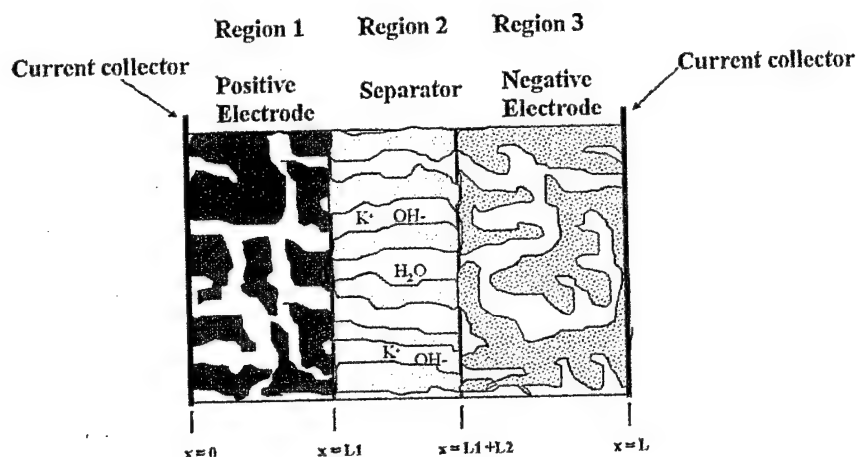 Region 1 Region 2 Region 3
Current collector Current collector
Positive Electrode
Separator
Negative Electrode
K+ OH-
H₂O
K+ OH-
x=0 x=L1 x=L1+L2 x=L